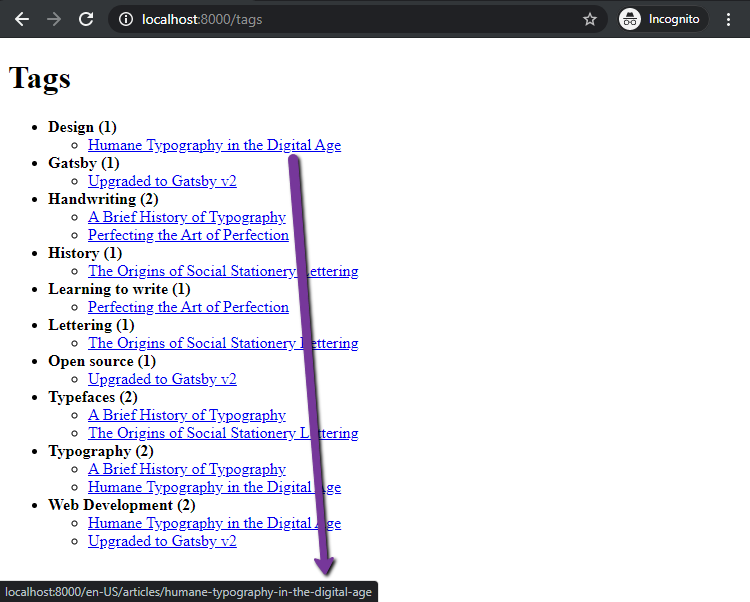 localhost:8000/tags
Incognito
Tags
Design (1)
Humane Typography in the Digital Age
Gatsby (1)
Upgraded to Gatsby v2
Handwriting (2)
A Brief History of Typography
Perfecting the Art of Perfection
History (1)
The Origins of Social Stationery Lettering
Learning to write (1)
Perfecting the Art of Perfection
Lettering (1)
The Origins of Social Stationery Lettering
Open source (1)
Upgraded to Gatsby v2
Typefaces (2)
A Brief History of Typography
The Origins of Social Stationery Lettering
Typography (2)
A Brief History of Typography
Humane Typography in the Digital Age
Web Development (2)
Humane Typography in the Digital Age
Upgraded to Gatsby v2
localhost:8000/en-US/articles/humane-typography-in-the-digital-age